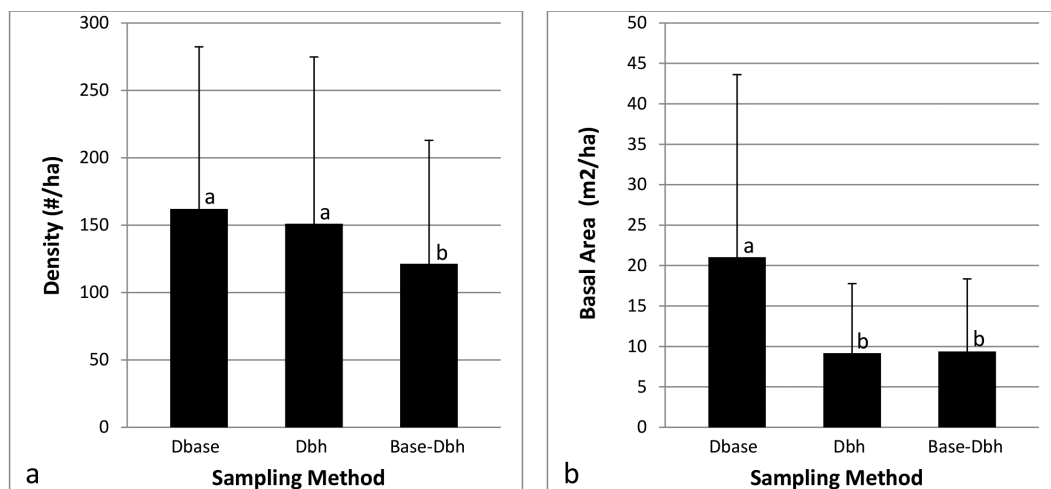 300
250
200
150
100
50
0
Density (#/ha)
a
a
b
Dbase Dbh Base-Dbh
Sampling Method
a
50
45
40
35
30
25
20
15
10
5
0
Basal Area (m2/ha)
a
b
b
Dbase Dbh Base-Dbh
Sampling Method
b